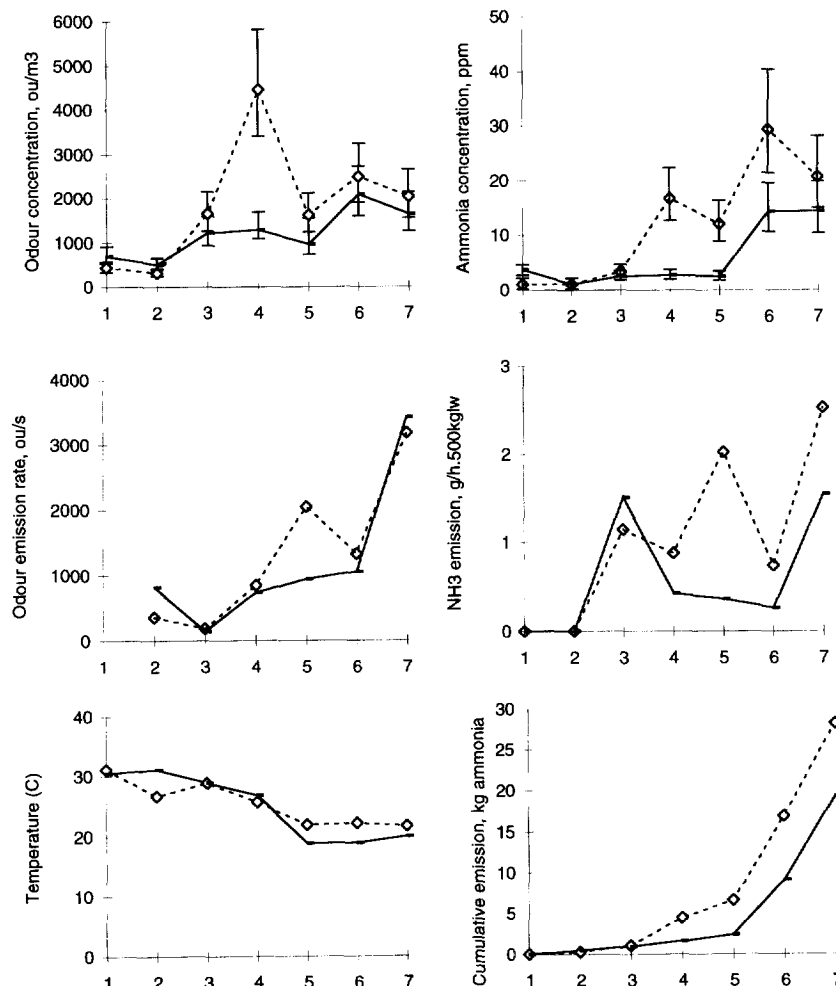 Odour concentration, ou/m3
6000
5000
4000
3000
2000
1000
0
1 2 3 4 5 6 7
Ammonia concentration, ppm
50
40
30
20
10
0
1 2 3 4 5 6 7
Odour emission rate, ou/s
4000
3000
2000
1000
0
1 2 3 4 5 6 7
NH3 emission, g/h.500kglw
3
2
1
0
1 2 3 4 5 6 7
Temperature (C)
40
30
20
10
0
1 2 3 4 5 6 7
Cumulative emission, kg ammonia
30
25
20
15
10
5
0
1 2 3 4 5 6 7